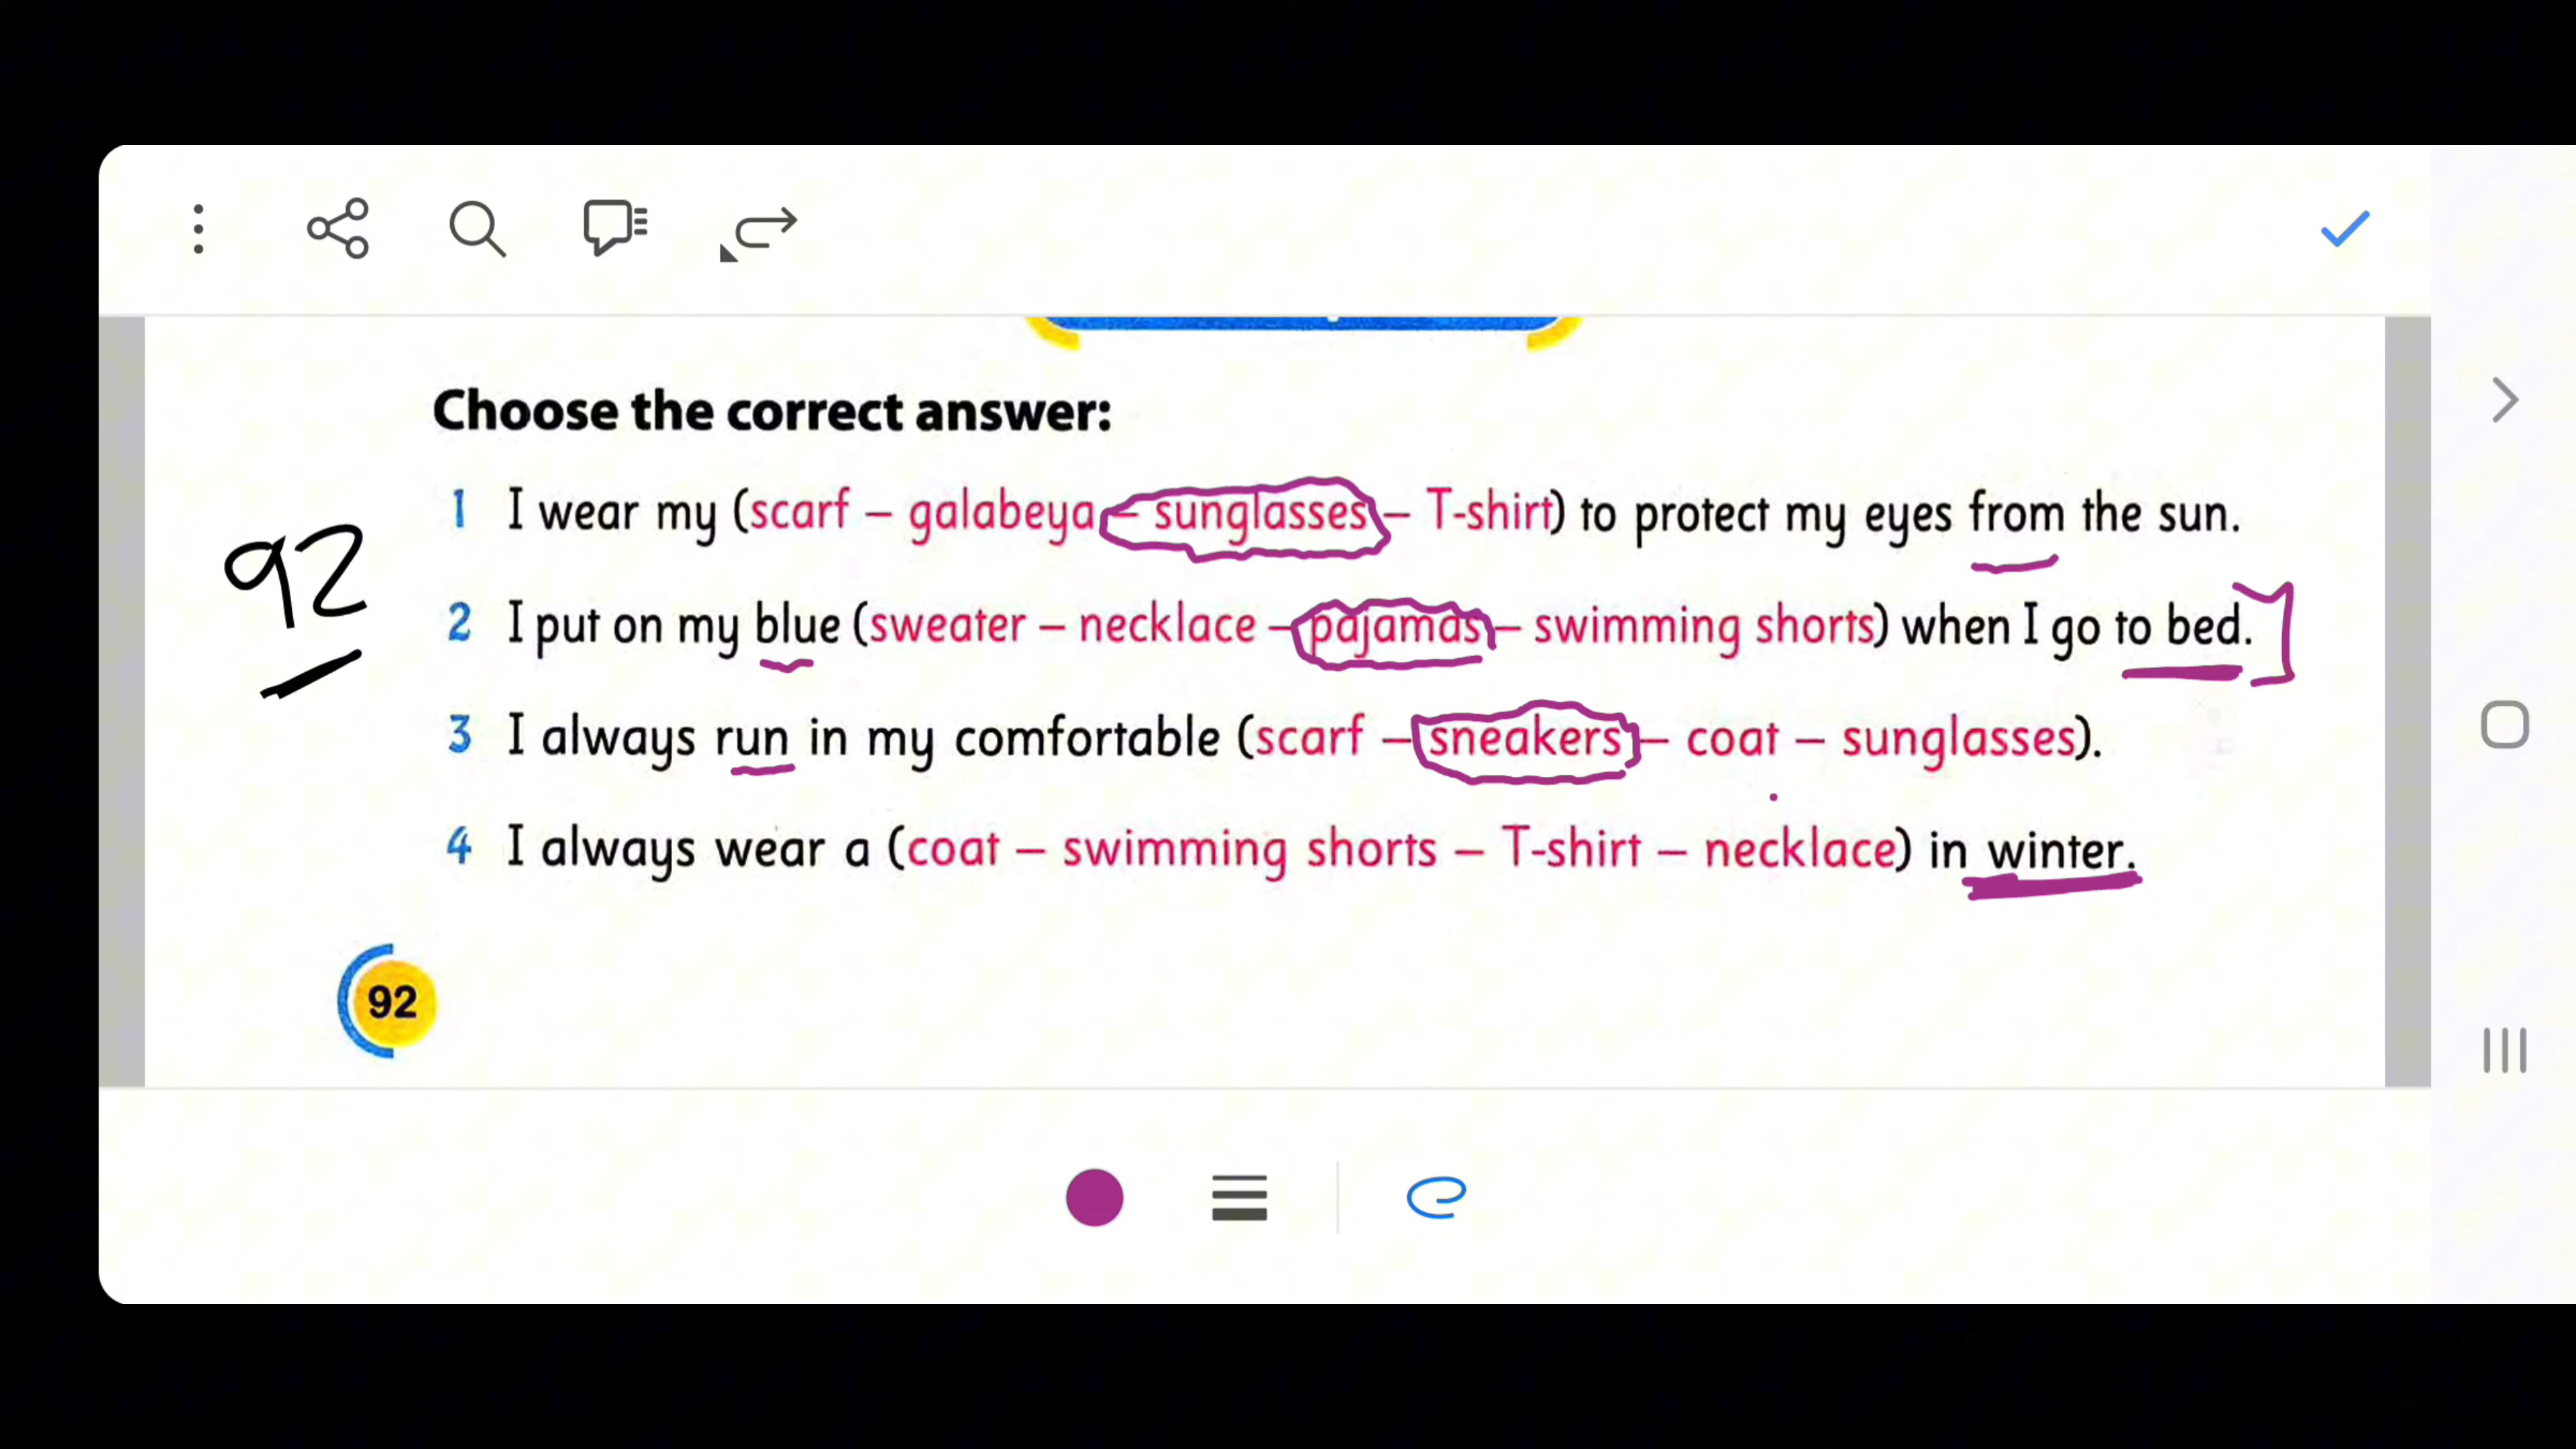 Choose the correct answer:
1 I wear my (scarf – galabeya – sunglasses – T-shirt) to protect my eyes from the sun.
92
2 I put on my blue (sweater – necklace – pajamas – swimming shorts) when I go to bed.
3 I always run in my comfortable (scarf – sneakers – coat – sunglasses).
4 I always wear a (coat – swimming shorts – T-shirt – necklace) in winter.
92